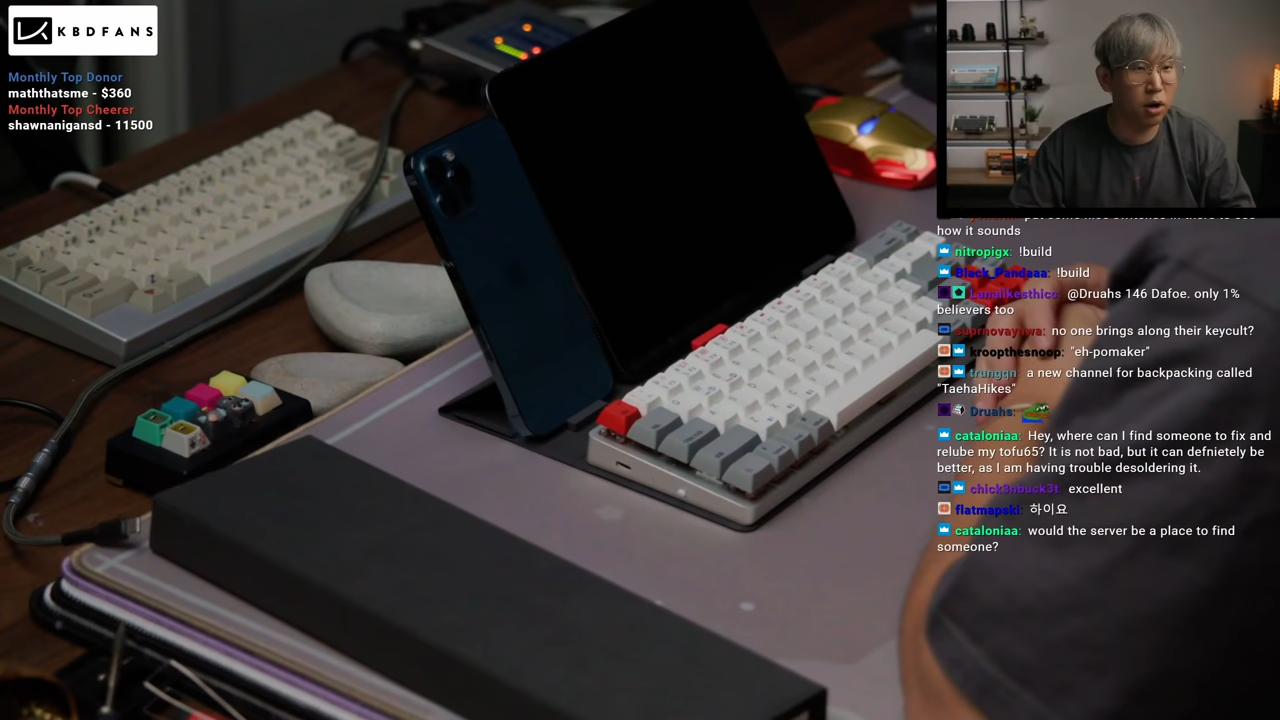 KBDFANS
Monthly Top Donor
maththatsme - $360
Monthly Top Cheerer
shawnanigansd - 11500
how it sounds
nitropigx: !build
Black_Pandaaa: !build
@Druahs 146 Dafoe. only 1%
believers too
no one brings along their keycult?
kroopthesnoop: "eh-pomaker"
trungqn: a new channel for backpacking called
"TaehaHikes"
Druahs:
cataloniaa: Hey, where can I find someone to fix and
relube my tofu65? It is not bad, but it can defnietely be
better, as I am having trouble desoldering it.
chick3nbuck3t: excellent
flatmapski: 하이요
cataloniaa: would the server be a place to find
someone?